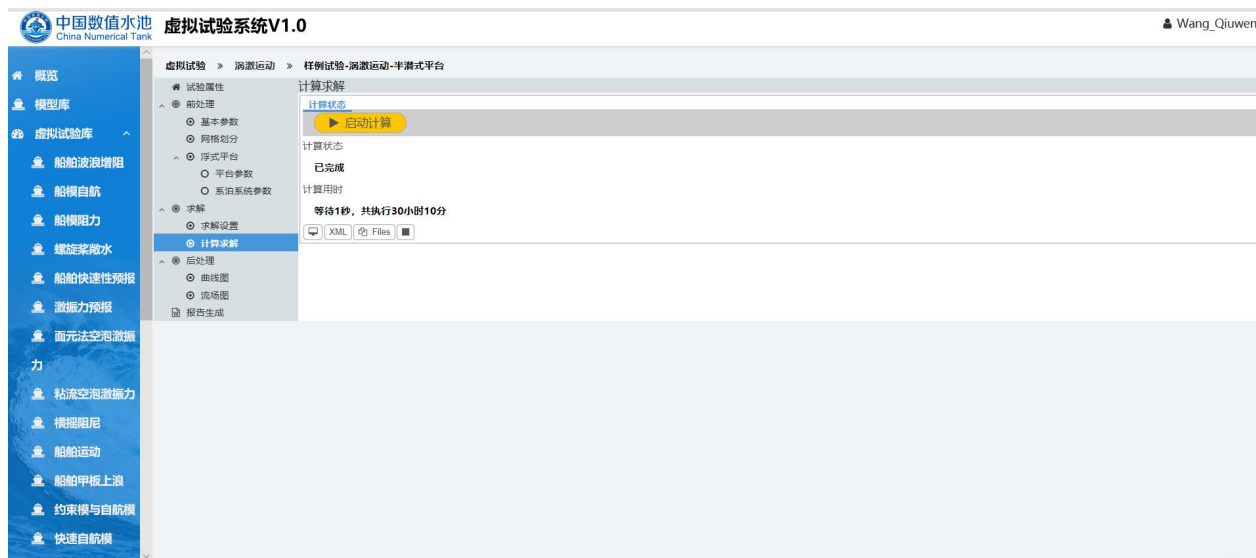 中国数值水池
China Numerical Tank
虚拟试验系统V1.0
Wang_Qiuwen
概览
模型库
虚拟试验库
船舶波浪增阻
船模自航
船模阻力
螺旋桨敞水
船舶快速性预报
激振力预报
面元法空泡激振
力
粘流空泡激振力
横摇阻尼
船舶运动
船舶甲板上浪
约束模与自航模
快速自航模
虚拟试验 » 涡激运动 » 样例试验-涡激运动-半潜式平台
试验属性
前处理
基本参数
网格划分
浮式平台
平台参数
系泊系统参数
求解
求解设置
计算求解
后处理
曲线图
流场图
报告生成
计算求解
计算状态
启动计算
计算状态
已完成
计算用时
等待1秒，共执行30小时10分
XML Files